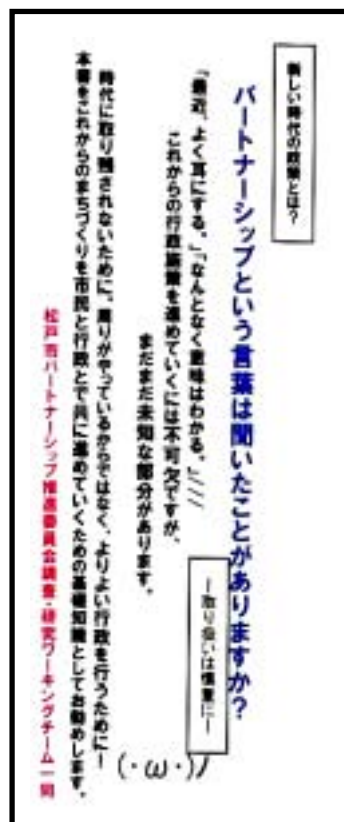 新しい時代の政策とは?
パートナーシップという言葉は聞いたことがありますか?
「最近、よく耳にする。」「なんとなく意味はわかる。」\\\
これからの行政施策を進めていくには不可欠ですが、
まだまだ未知な部分があります。
ー取り扱いは慎重にー
(・ω・)ノ
時代に取り残されないために、周りがやっているからではなく、よりよい行政を行うためにー
本書をこれからのまちづくりを市民と行政とで共に進めていくための基礎知識としてお勧めします。
松戸市パートナーシップ推進委員会調査・研究ワーキングチーム一同